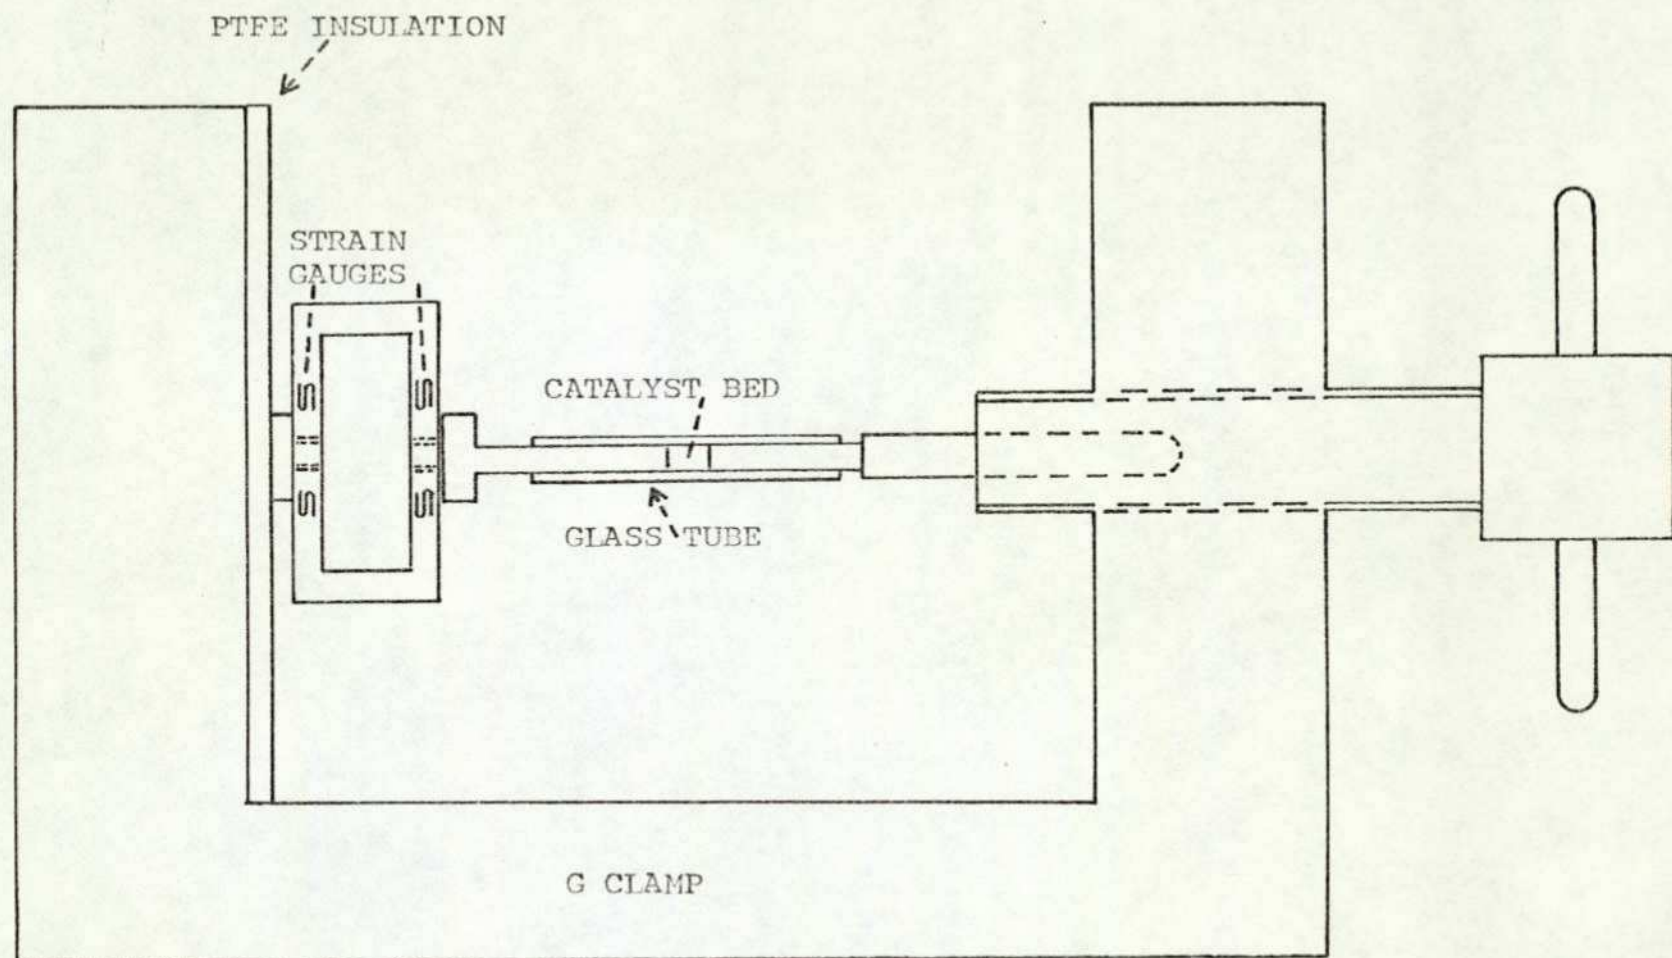 PTFE INSULATION
STRAIN
GAUGES
CATALYST BED
GLASS TUBE
G CLAMP